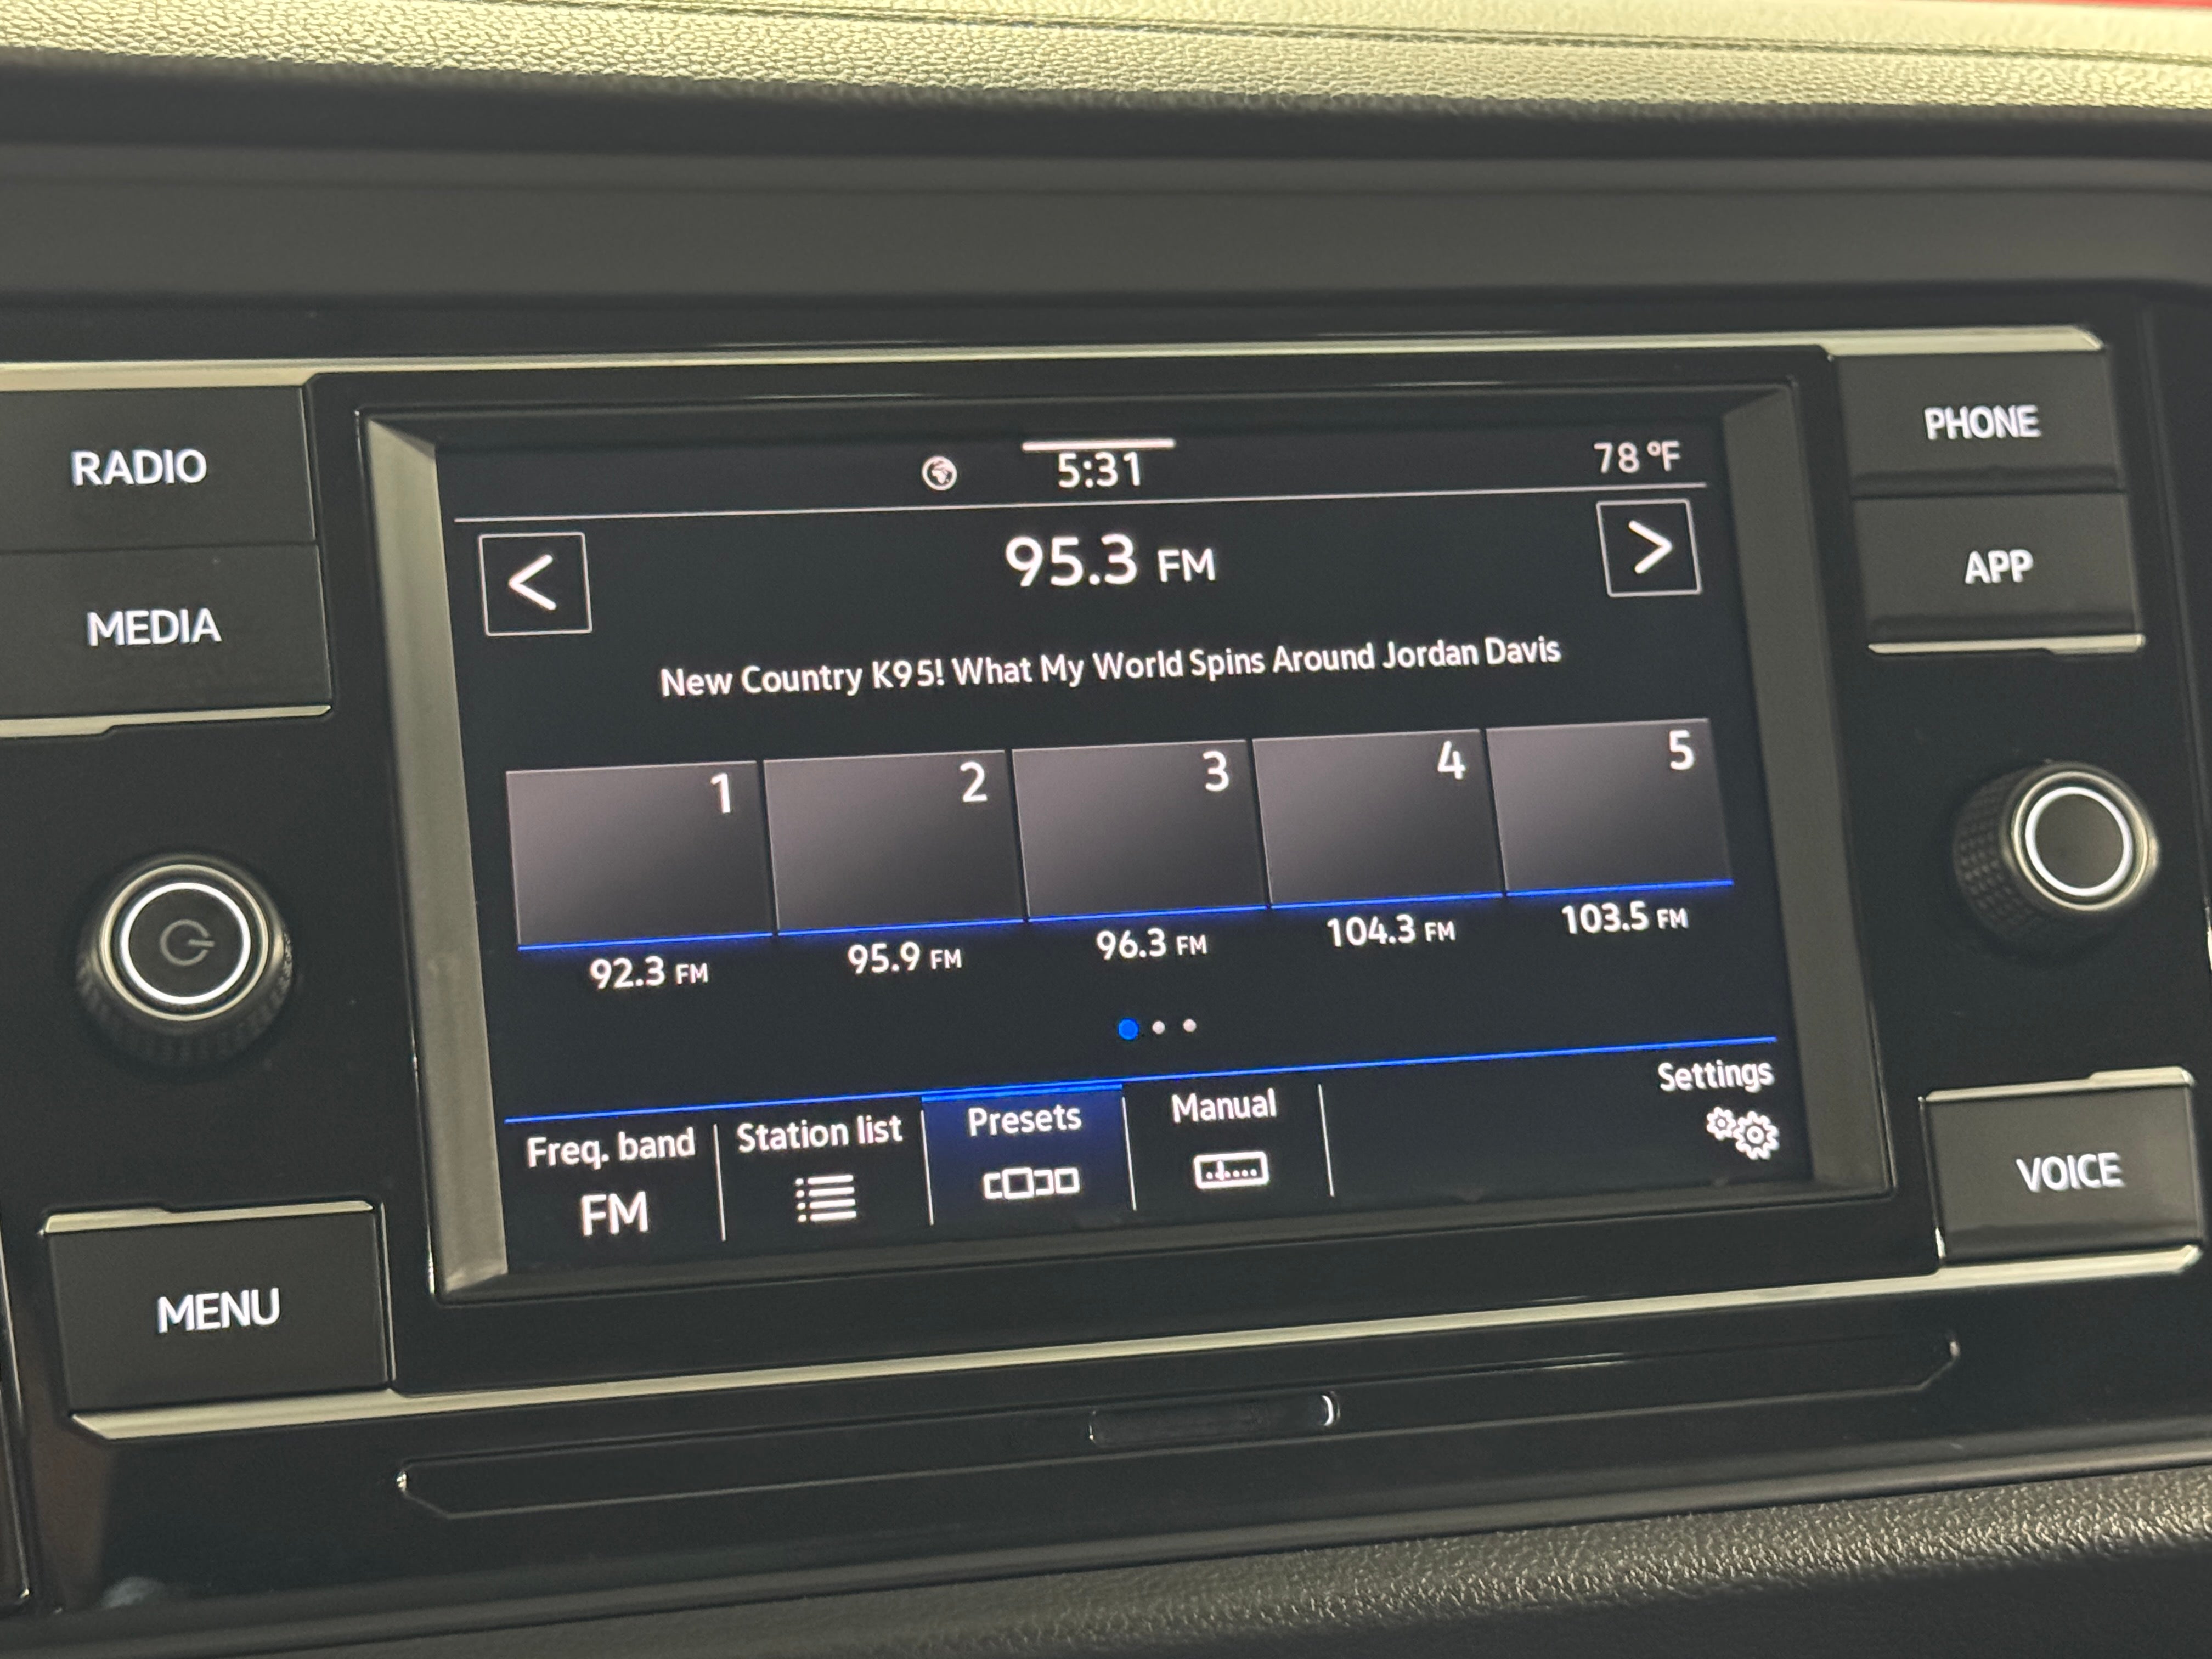 RADIO
MEDIA
MENU
5:31
78 °F
<
95.3 FM
>
New Country K95! What My World Spins Around Jordan Davis
1
2
3
4
5
92.3 FM
95.9 FM
96.3 FM
104.3 FM
103.5 FM
Freq. band
FM
Station list
Presets
Manual
Settings
PHONE
APP
VOICE